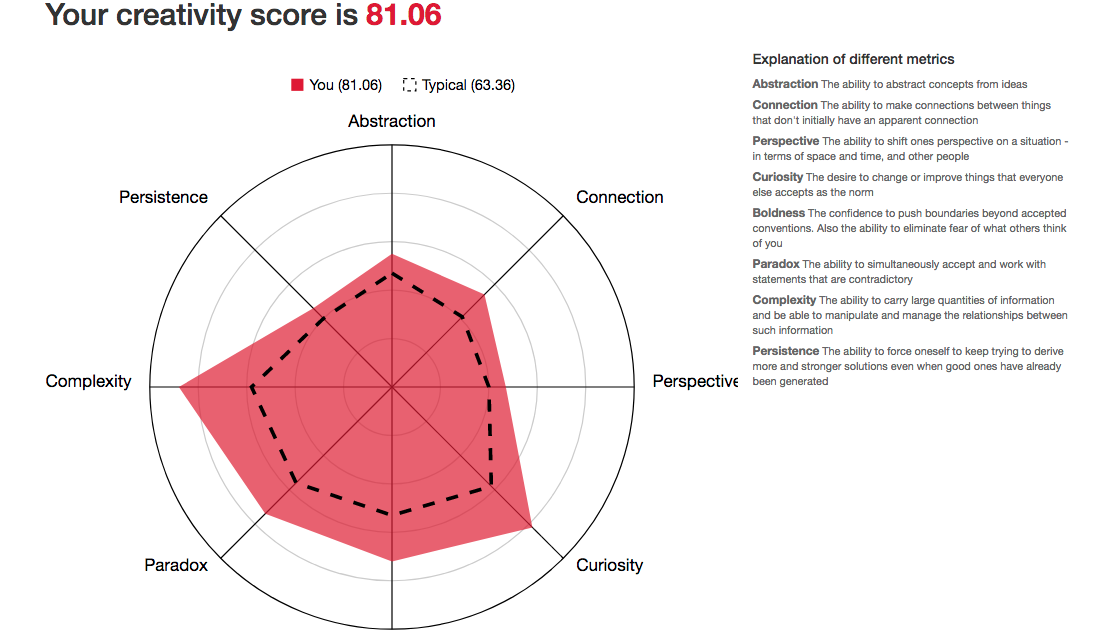 Your creativity score is 81.06
You (81.06) Typical (63.36)
Abstraction
Persistence
Connection
Complexity
Perspective
Paradox
Curiosity
Explanation of different metrics
Abstraction The ability to abstract concepts from ideas
Connection The ability to make connections between things
that don't initially have an apparent connection
Perspective The ability to shift ones perspective on a situation -
in terms of space and time, and other people
Curiosity The desire to change or improve things that everyone
else accepts as the norm
Boldness The confidence to push boundaries beyond accepted
conventions. Also the ability to eliminate fear of what others think
of you
Paradox The ability to simultaneously accept and work with
statements that are contradictory
Complexity The ability to carry large quantities of information
and be able to manipulate and manage the relationships between
such information
Persistence The ability to force oneself to keep trying to derive
more and stronger solutions even when good ones have already
been generated